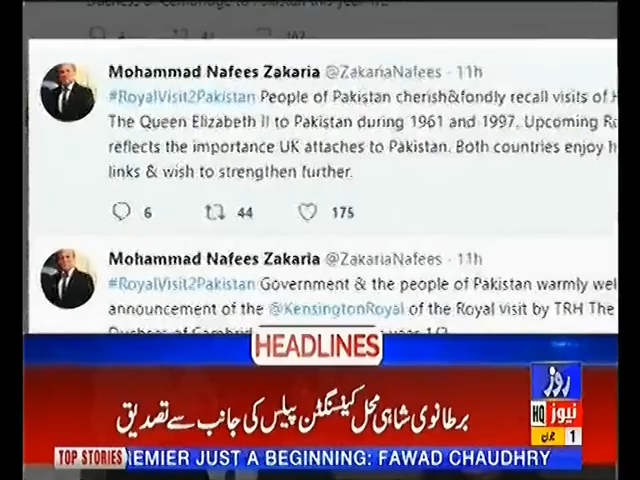 Mohammad Nafees Zakaria @ZakariaNafees · 11h
#RoyalVisit2Pakistan People of Pakistan cherish&fondly recall visits of H
The Queen Elizabeth II to Pakistan during 1961 and 1997. Upcoming Ro
reflects the importance UK attaches to Pakistan. Both countries enjoy h
links & wish to strengthen further.
6 44 175
Mohammad Nafees Zakaria @ZakariaNafees · 11h
#RoyalVisit2Pakistan Government & the people of Pakistan warmly wel
announcement of the @KensingtonRoyal of the Royal visit by TRH The
HEADLINES
برطانوی شاہی محل کینسنگٹن پیلس کی جانب سے تصدیق
روز
نیوز HQ
جون 1
TOP STORIES EMIER JUST A BEGINNING: FAWAD CHAUDHRY